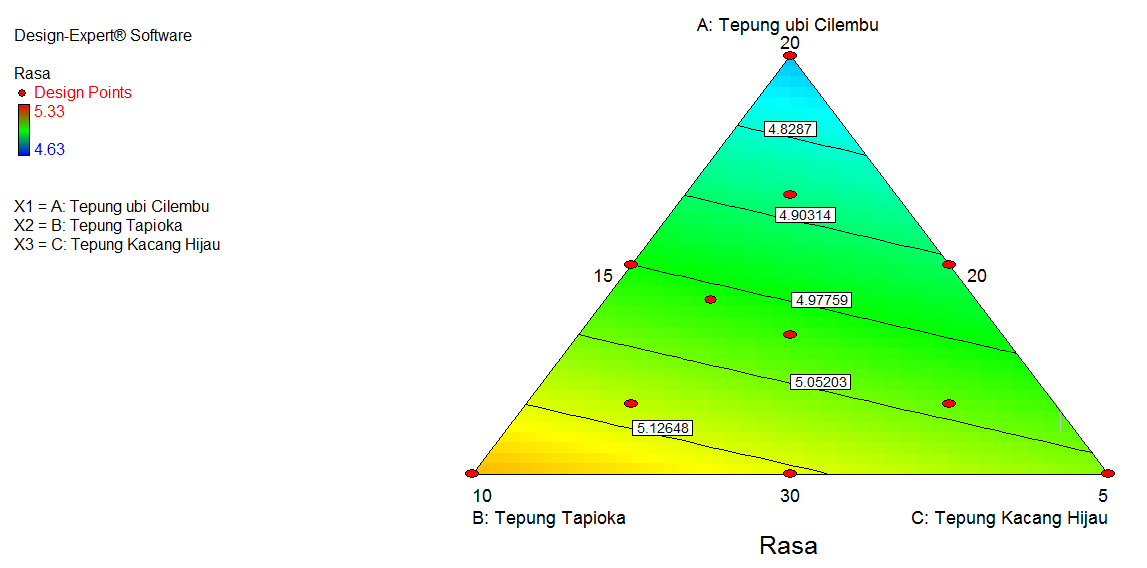 Design-Expert® Software
Rasa
Design Points
5.33
4.63
X1 = A: Tepung ubi Cilembu
X2 = B: Tepung Tapioka
X3 = C: Tepung Kacang Hijau
A: Tepung ubi Cilembu
20
4.8287
4.90314
15
20
4.97759
5.05203
5.12648
10
30
5
B: Tepung Tapioka
C: Tepung Kacang Hijau
Rasa